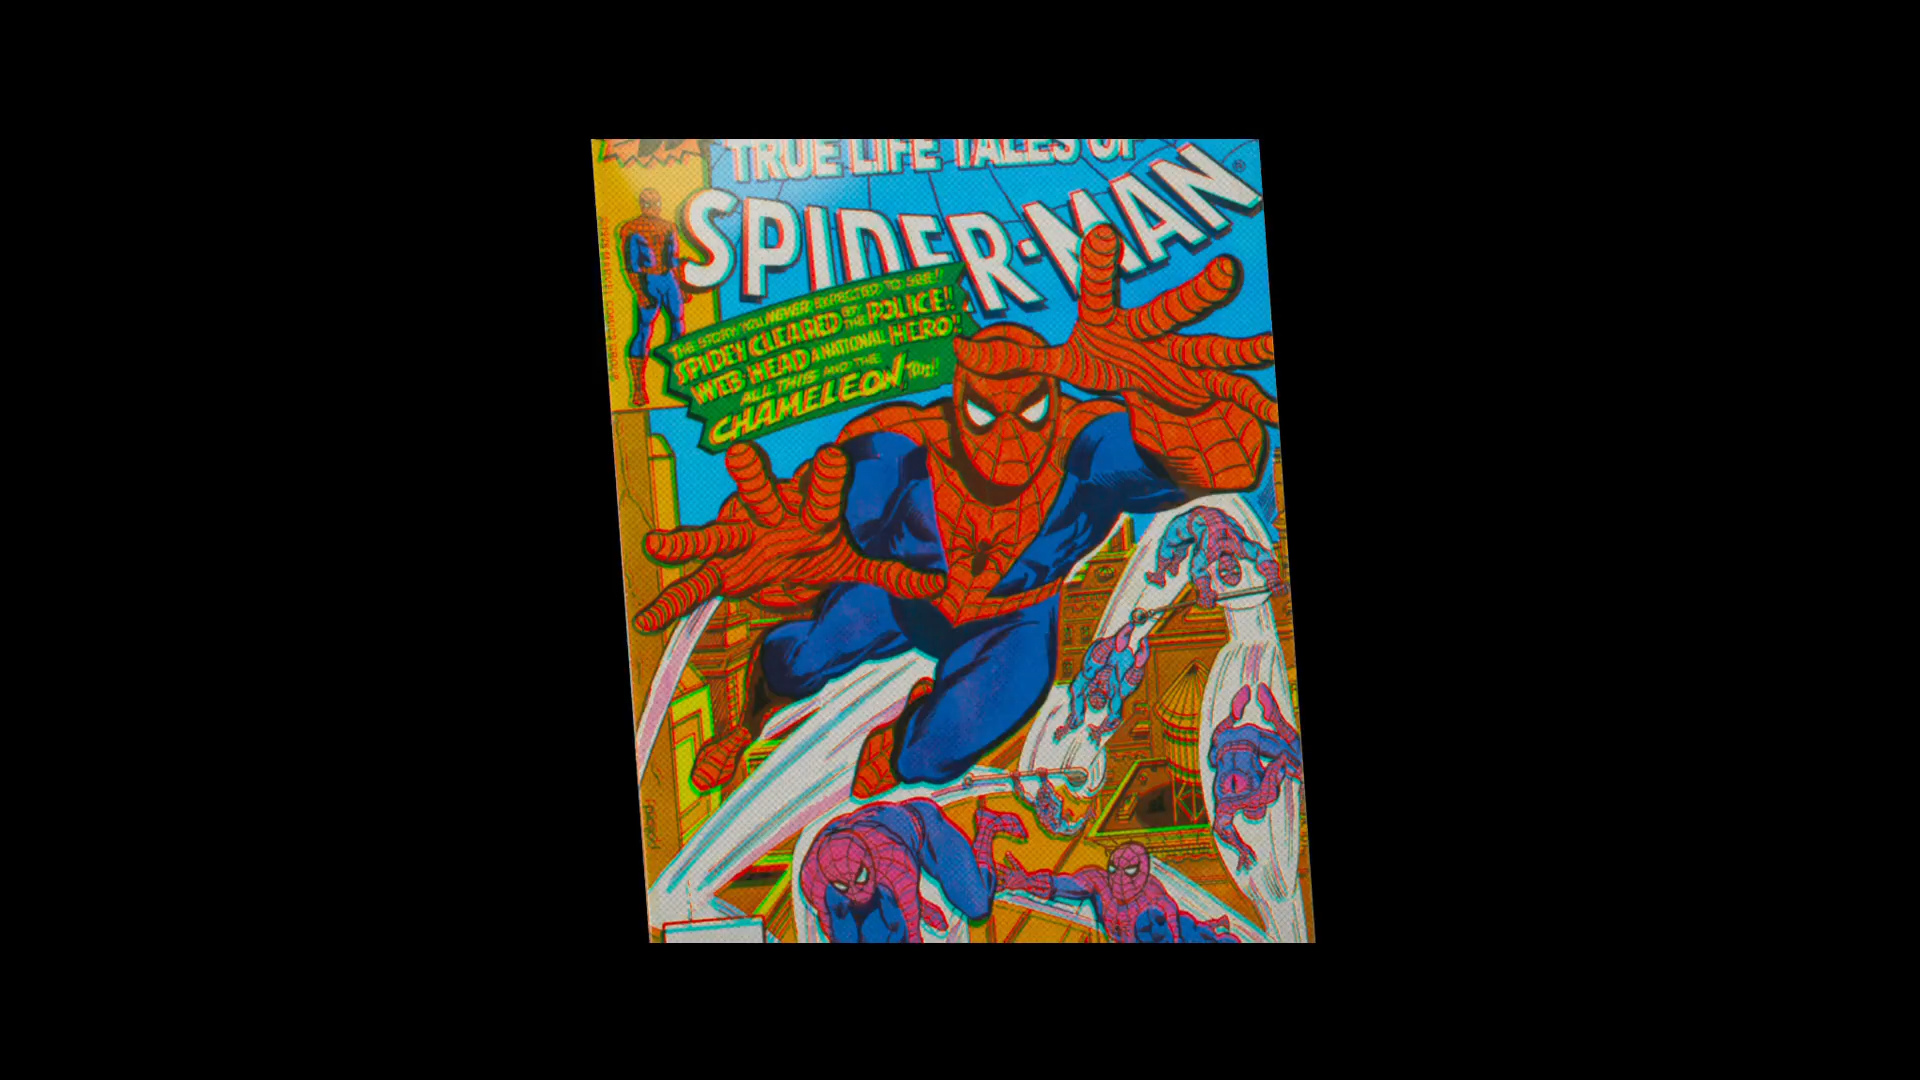 TRUE LIFE TALES OF
SPIDER-MAN
THE STORY YOU NEVER EXPECTED TO SEE!!
SPIDEY CLEARED BY THE POLICE!!
WEB-HEAD A NATIONAL HERO!!
ALL THIS AND THE
CHAMELEON, TOO!!